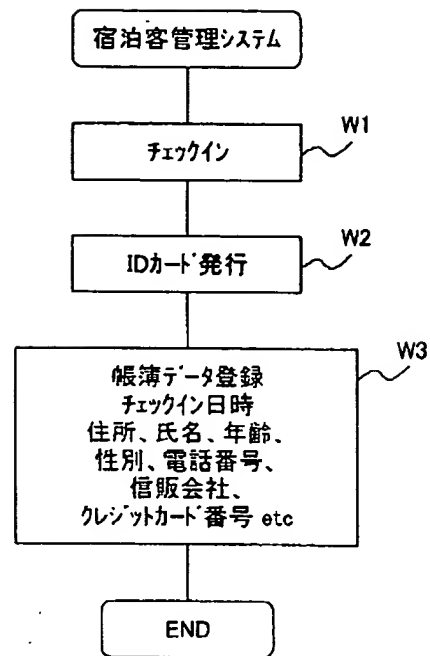 宿泊客管理システム
W1
チェックイン
W2
IDカード発行
W3
帳簿データ登録
チェックイン日時
住所、氏名、年齢、
性別、電話番号、
信販会社、
クレジットカード番号 etc
END